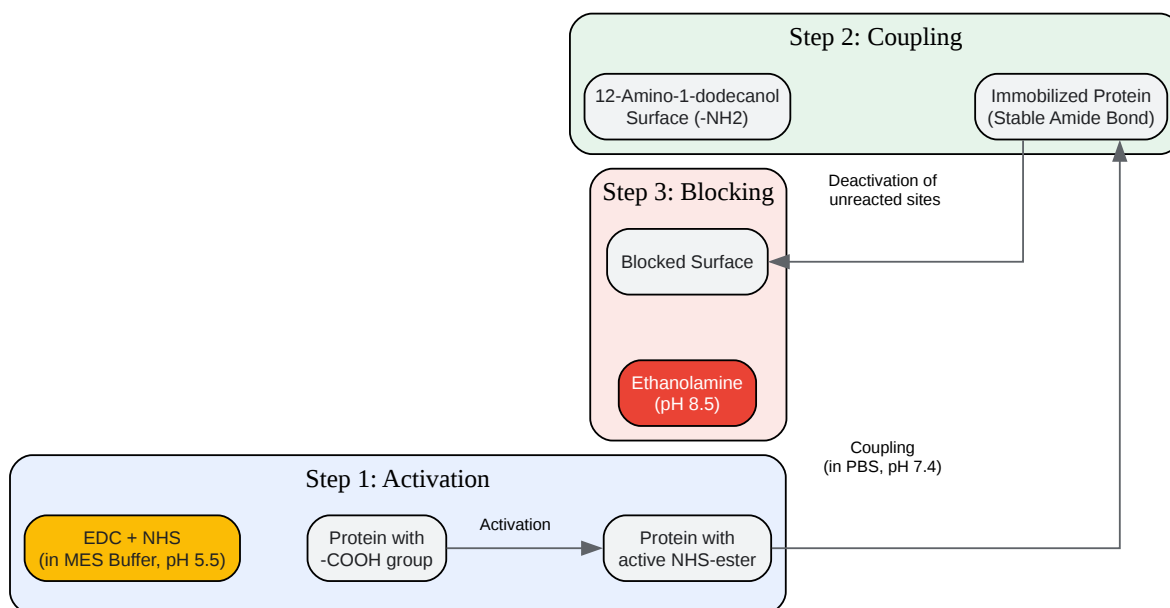 Step 2: Coupling
12-Amino-1-dodecanol
Surface (-NH2)
Immobilized Protein
(Stable Amide Bond)
Step 3: Blocking
Deactivation of
unreacted sites
Blocked Surface
Ethanolamine
(pH 8.5)
Coupling
(in PBS, pH 7.4)
Step 1: Activation
EDC + NHS
(in MES Buffer, pH 5.5)
Protein with
-COOH group
Activation
Protein with
active NHS-ester